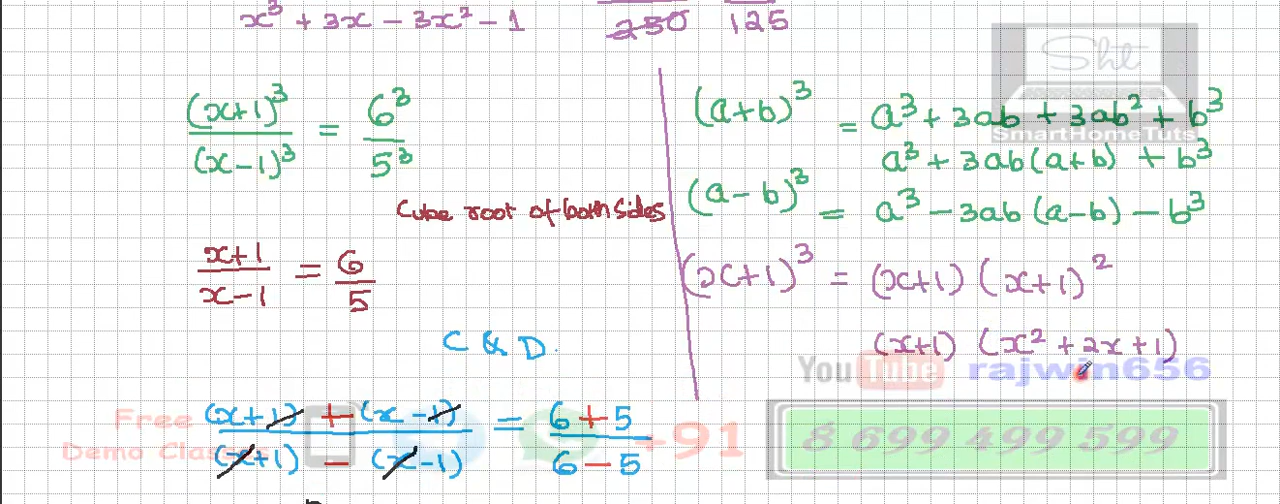 x³ + 3x - 3x² - 1
250 125
(x+1)³ / (x-1)³ = 6³ / 5³
Cube root of both sides
x+1 / x-1 = 6 / 5
C & D.
(x+1) + (x-1) / (x+1) - (x-1) = 6+5 / 6-5
(a+b)³ = a³ + 3ab + 3ab² + b³
a³ + 3ab(a+b) + b³
(a-b)³ = a³ - 3ab(a-b) - b³
(x+1)³ = (x+1) (x+1)²
(x+1) (x² + 2x + 1)
Sht
SmartHomeTuts
YouTube rajwin656
Free
Demo Classes
+91
8 699 499 599